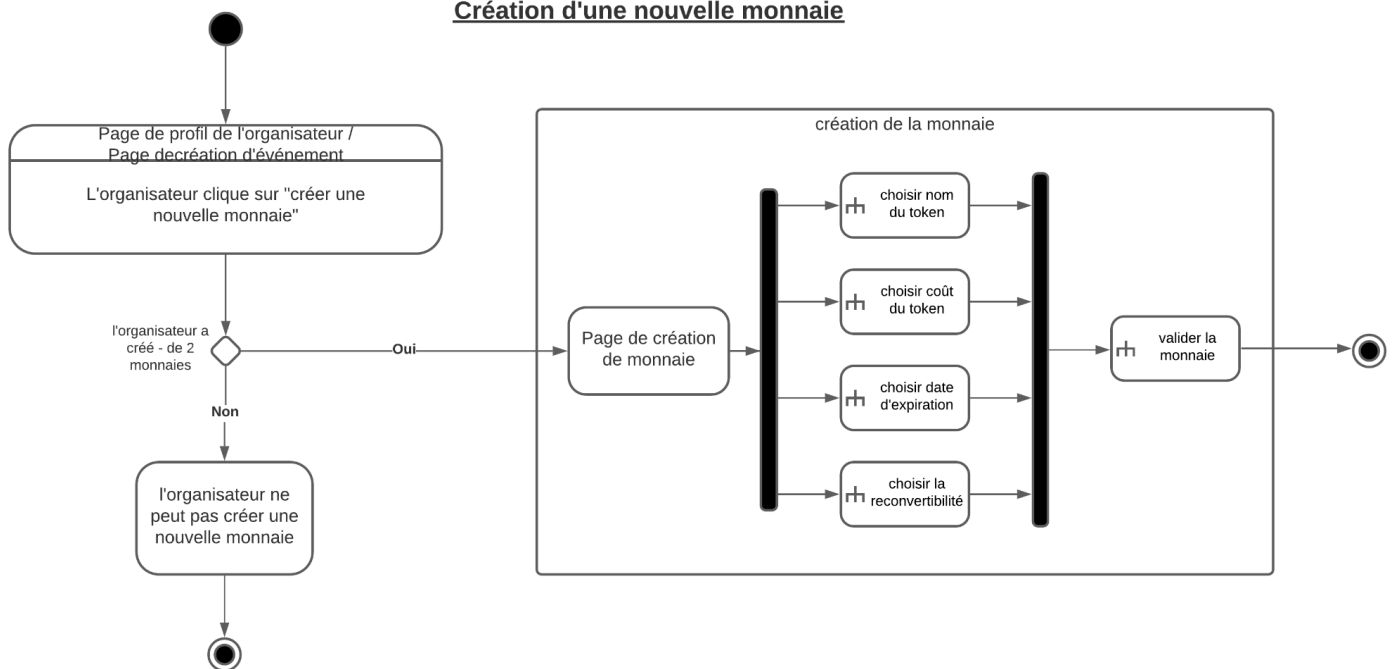 Création d'une nouvelle monnaie
Page de profil de l'organisateur /
Page decréation d'événement
L'organisateur clique sur "créer une
nouvelle monnaie"
l'organisateur a
créé - de 2
monnaies
Oui
Non
l'organisateur ne
peut pas créer une
nouvelle monnaie
création de la monnaie
Page de création
de monnaie
choisir nom
du token
choisir coût
du token
choisir date
d'expiration
choisir la
reconvertibilité
valider la
monnaie